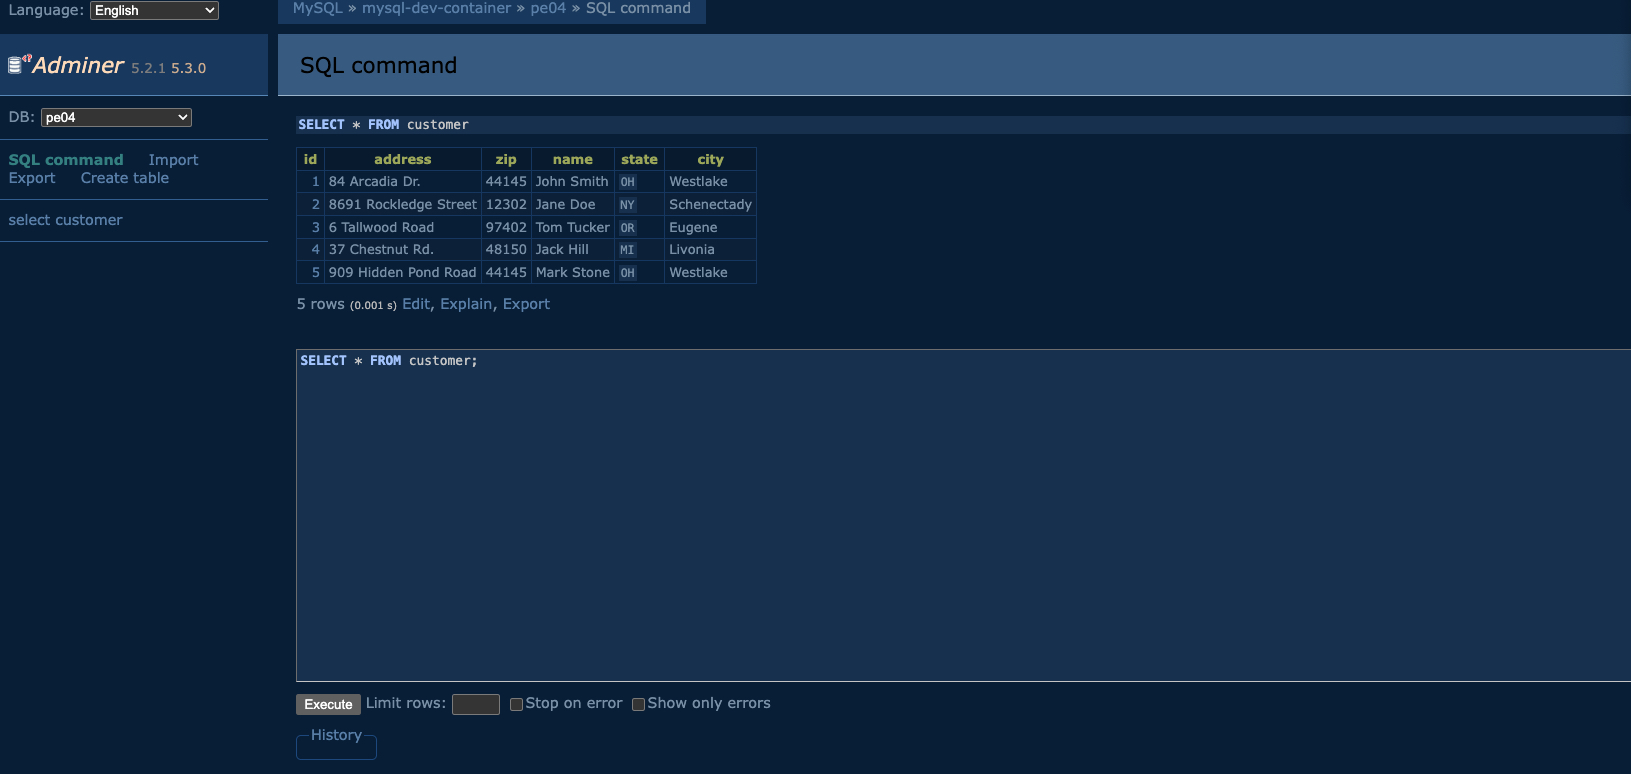 Language: English
MySQL » mysql-dev-container » pe04 » SQL command
Adminer 5.2.1 5.3.0
SQL command
DB: pe04
SQL command Import
Export Create table
select customer
SELECT * FROM customer
id address zip name state city
1 84 Arcadia Dr. 44145 John Smith OH Westlake
2 8691 Rockledge Street 12302 Jane Doe NY Schenectady
3 6 Tallwood Road 97402 Tom Tucker OR Eugene
4 37 Chestnut Rd. 48150 Jack Hill MI Livonia
5 909 Hidden Pond Road 44145 Mark Stone OH Westlake
5 rows (0.001 s) Edit, Explain, Export
SELECT * FROM customer;
Execute Limit rows: Stop on error Show only errors
History